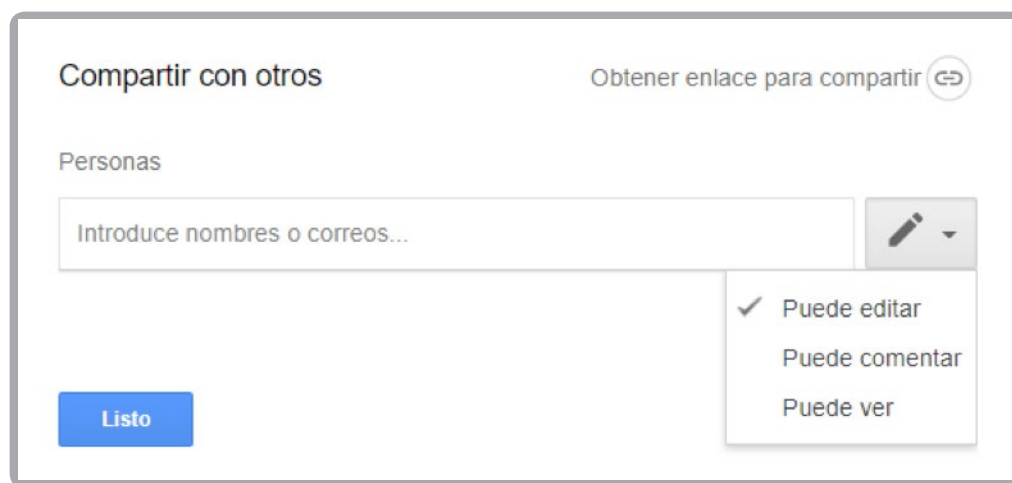 Compartir con otros
Obtener enlace para compartir
Personas
Introduce nombres o correos...
Puede editar
Puede comentar
Puede ver
Listo